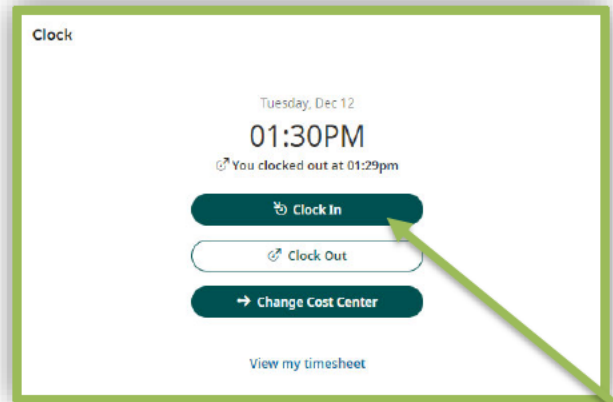 Clock
Tuesday, Dec 12
01:30PM
You clocked out at 01:29pm
Clock In
Clock Out
Change Cost Center
View my timesheet